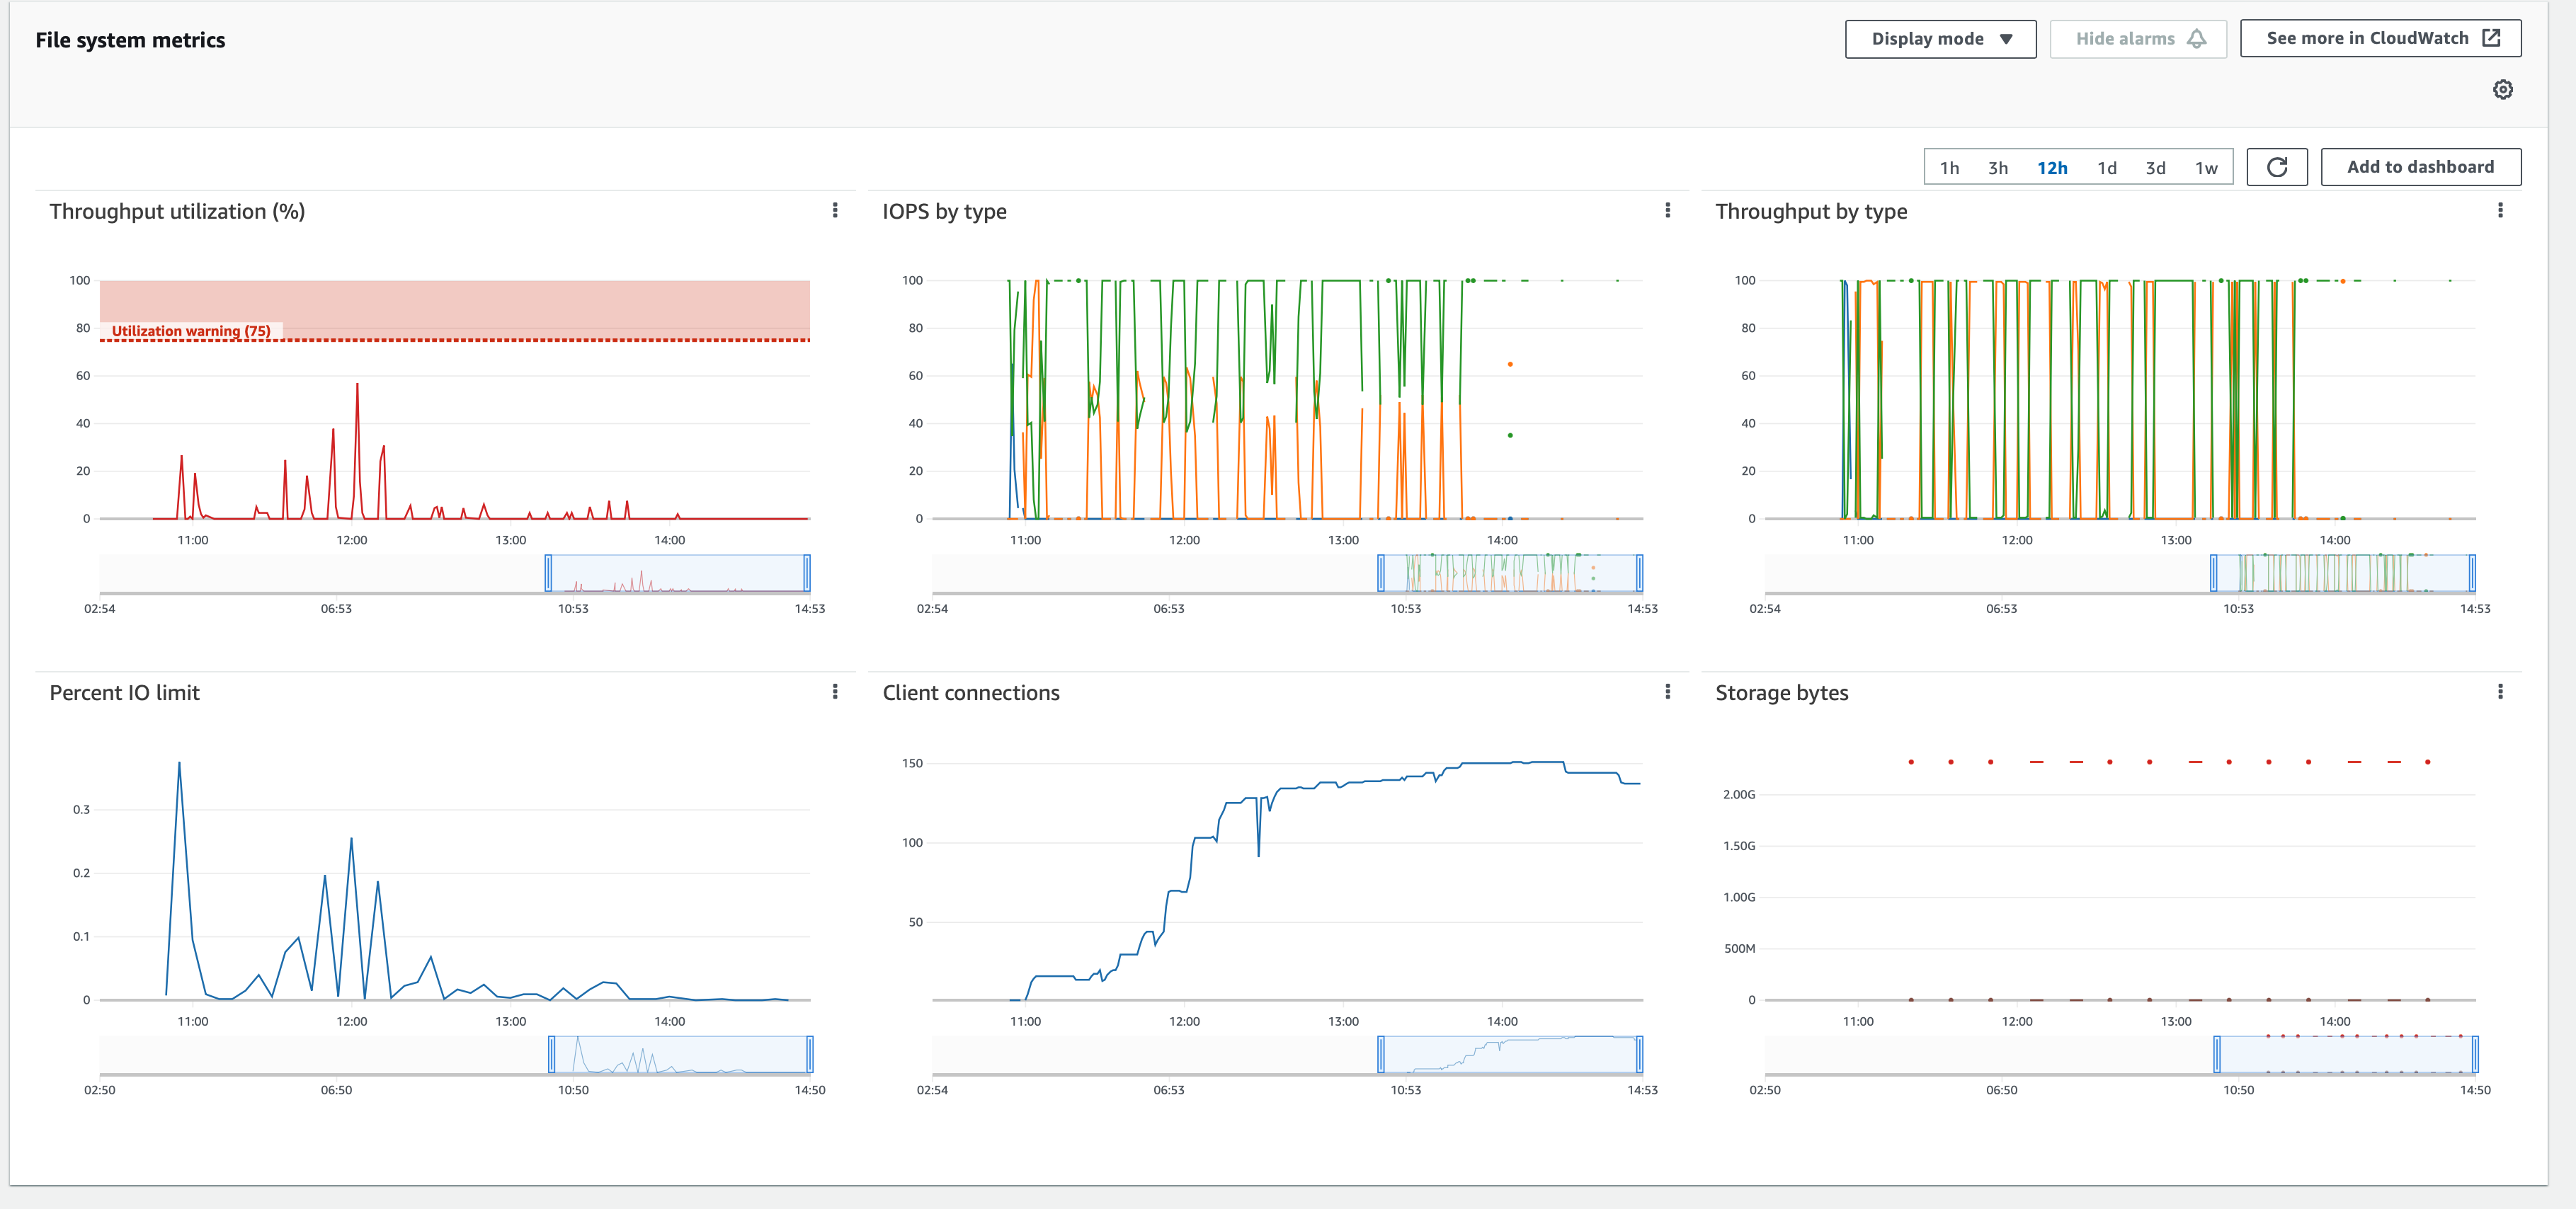 File system metrics
Display mode
Hide alarms
See more in CloudWatch
1h 3h 12h 1d 3d 1w
Add to dashboard
Throughput utilization (%)
100
80
60
40
20
0
Utilization warning (75)
11:00 12:00 13:00 14:00
02:54 06:53 10:53 14:53
IOPS by type
100
80
60
40
20
0
11:00 12:00 13:00 14:00
02:54 06:53 10:53 14:53
Throughput by type
100
80
60
40
20
0
11:00 12:00 13:00 14:00
02:54 06:53 10:53 14:53
Percent IO limit
0.3
0.2
0.1
0
11:00 12:00 13:00 14:00
02:50 06:50 10:50 14:50
Client connections
150
100
50
11:00 12:00 13:00 14:00
02:54 06:53 10:53 14:53
Storage bytes
2.00G
1.50G
1.00G
500M
0
11:00 12:00 13:00 14:00
02:50 06:50 10:50 14:50